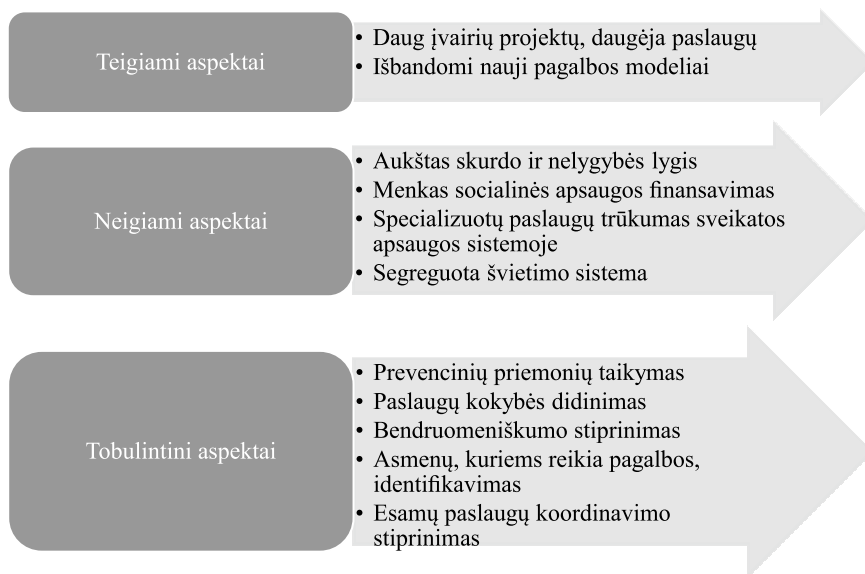 Teigiami aspektai
• Daug įvairių projektų, daugėja paslaugų
• Išbandomi nauji pagalbos modeliai
Neigiami aspektai
• Aukštas skurdo ir nelygybės lygis
• Menkas socialinės apsaugos finansavimas
• Specializuotų paslaugų trūkumas sveikatos
apsaugos sistemoje
• Segreguota švietimo sistema
Tobulintini aspektai
• Prevencinių priemonių taikymas
• Paslaugų kokybės didinimas
• Bendruomeniškumo stiprinimas
• Asmenų, kuriems reikia pagalbos,
identifikavimas
• Esamų paslaugų koordinavimo
stiprinimas